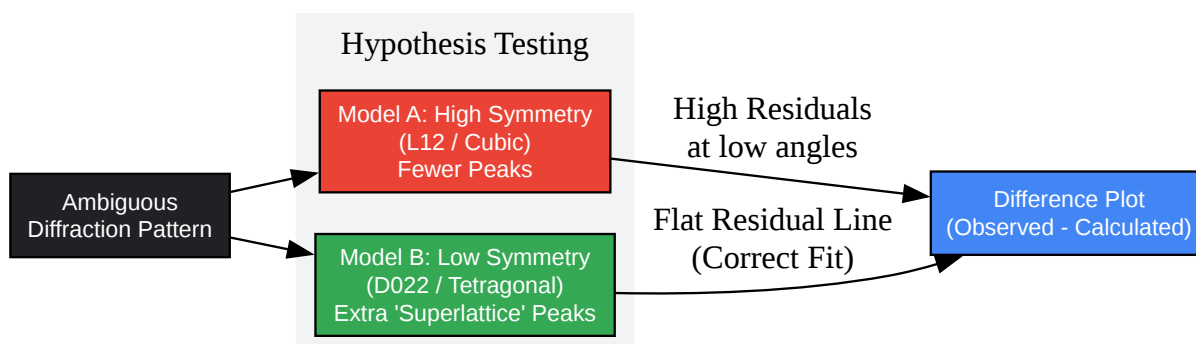 Hypothesis Testing
Ambiguous
Diffraction Pattern
Model A: High Symmetry
(L12 / Cubic)
Fewer Peaks
Model B: Low Symmetry
(D022 / Tetragonal)
Extra 'Superlattice' Peaks
High Residuals
at low angles
Flat Residual Line
(Correct Fit)
Difference Plot
(Observed - Calculated)